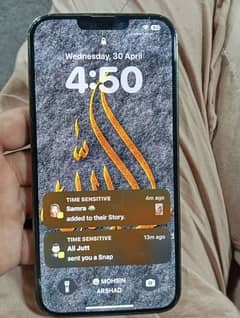 Wednesday, 30 April
4:50
TIME SENSITIVE
4m ago
Samra
added to their Story.
TIME SENSITIVE
13m ago
Ali Jutt
sent you a Snap
MOHSIN
ARSHAD